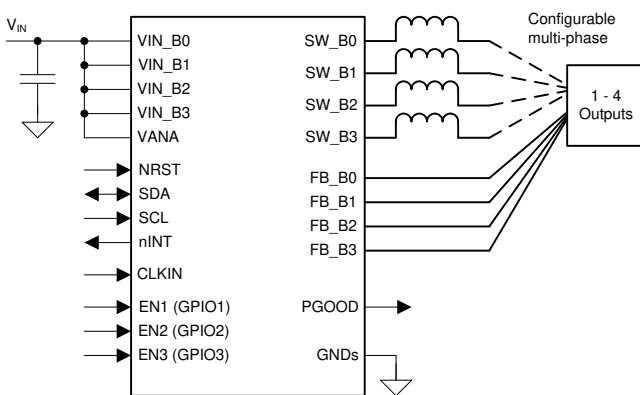 V_IN
VIN_B0
VIN_B1
VIN_B2
VIN_B3
VANA
NRST
SDA
SCL
nINT
CLKIN
EN1 (GPIO1)
EN2 (GPIO2)
EN3 (GPIO3)
SW_B0
SW_B1
SW_B2
SW_B3
FB_B0
FB_B1
FB_B2
FB_B3
PGOOD
GNDs
Configurable
multi-phase
1 - 4
Outputs